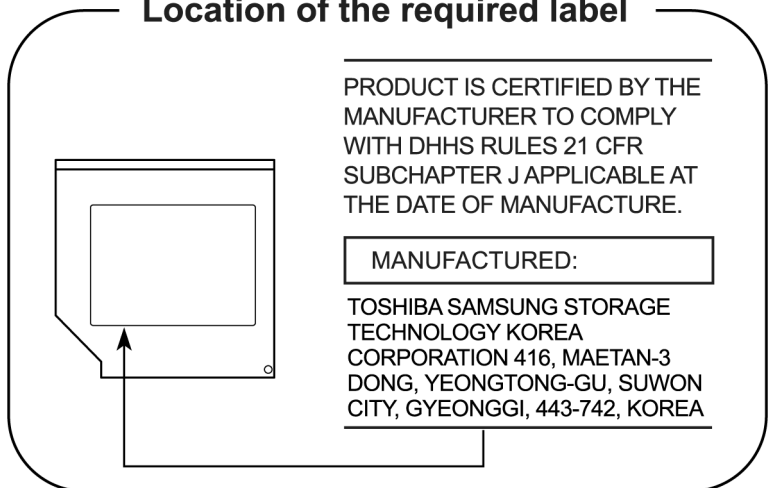 Location of the required label
PRODUCT IS CERTIFIED BY THE
MANUFACTURER TO COMPLY
WITH DHHS RULES 21 CFR
SUBCHAPTER J APPLICABLE AT
THE DATE OF MANUFACTURE.
MANUFACTURED:
TOSHIBA SAMSUNG STORAGE
TECHNOLOGY KOREA
CORPORATION 416, MAETAN-3
DONG, YEONGTONG-GU, SUWON
CITY, GYEONGGI, 443-742, KOREA